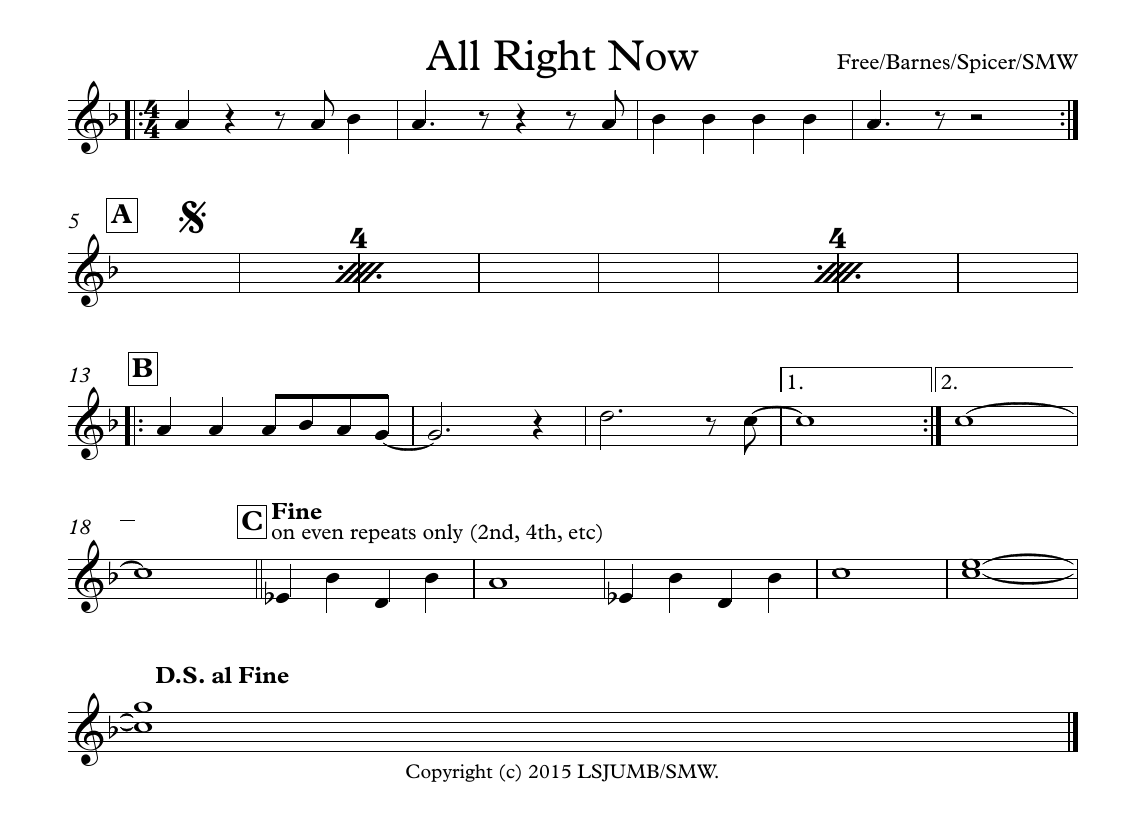 All Right Now
Free/Barnes/Spicer/SMW
4
4
5
A
4
4
13
B
1.
2.
18
C
Fine
on even repeats only (2nd, 4th, etc)
D.S. al Fine
Copyright (c) 2015 LSJUMB/SMW.